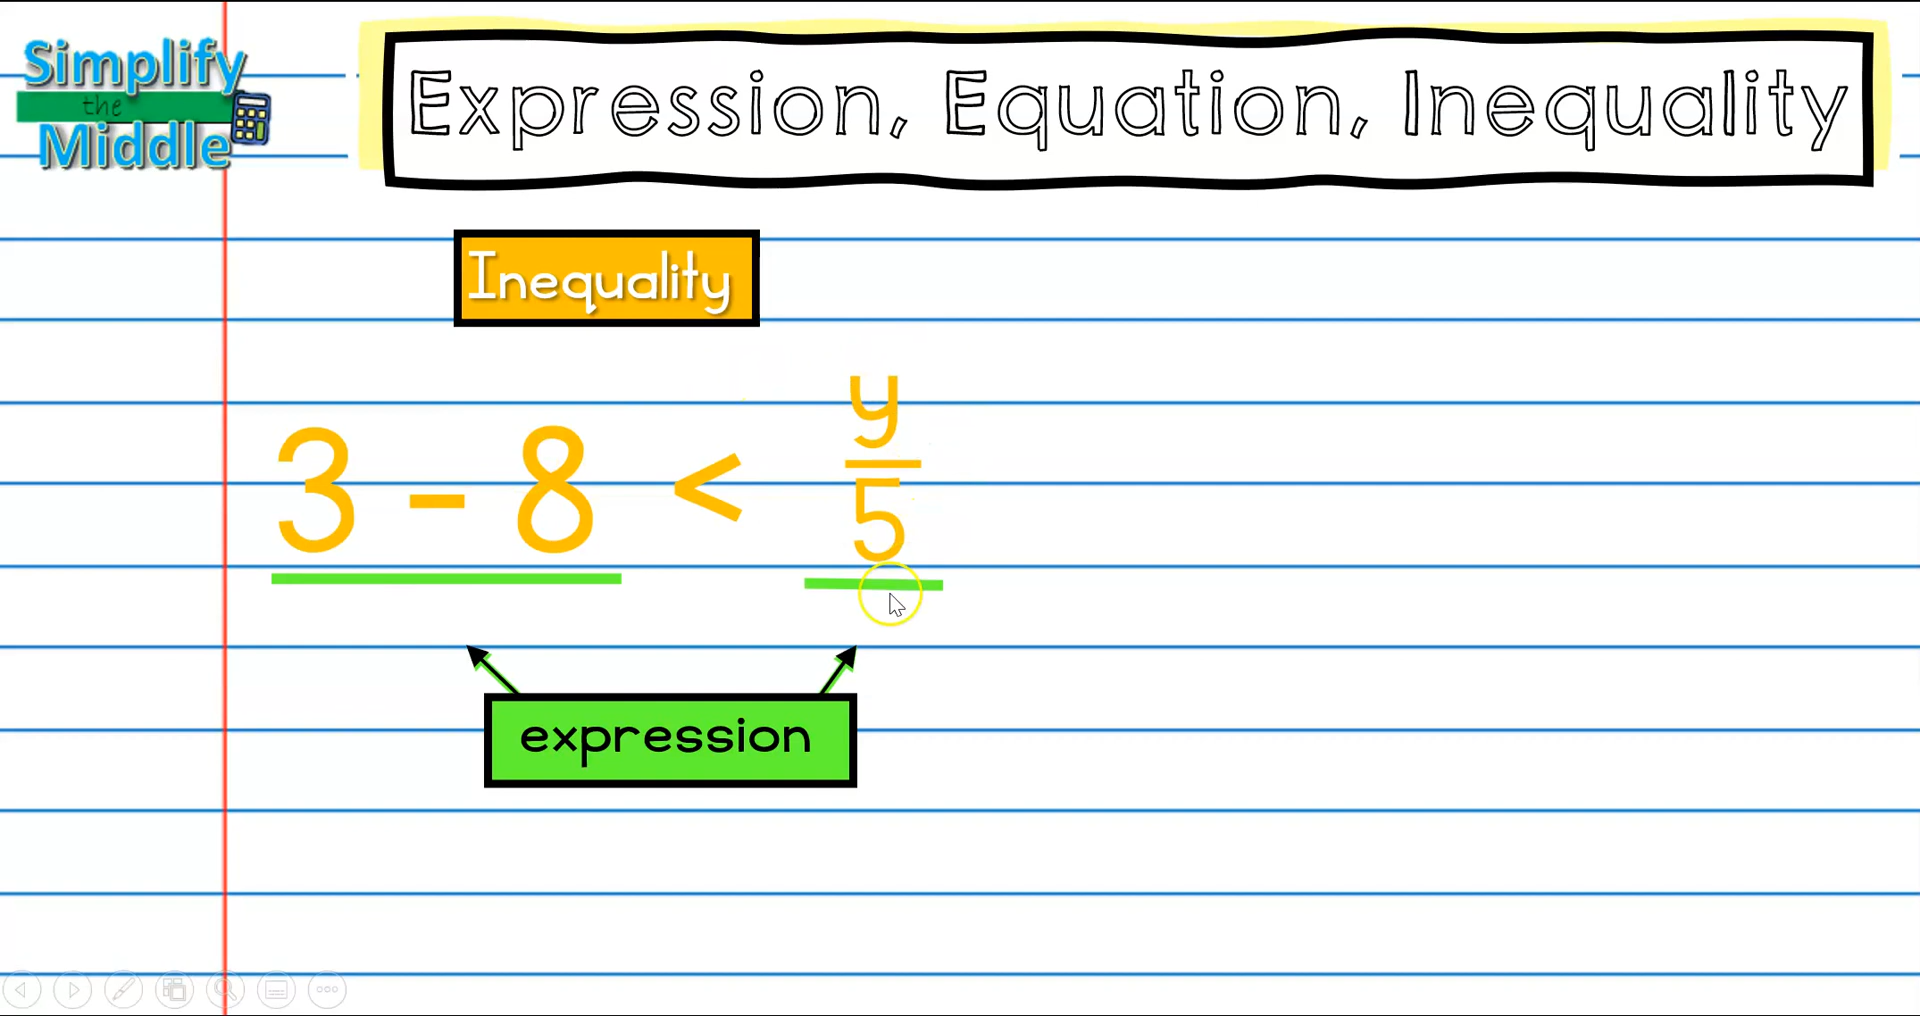 Simplify
the
Middle
Expression, Equation, Inequality
Inequality
3 - 8 < y/5
expression